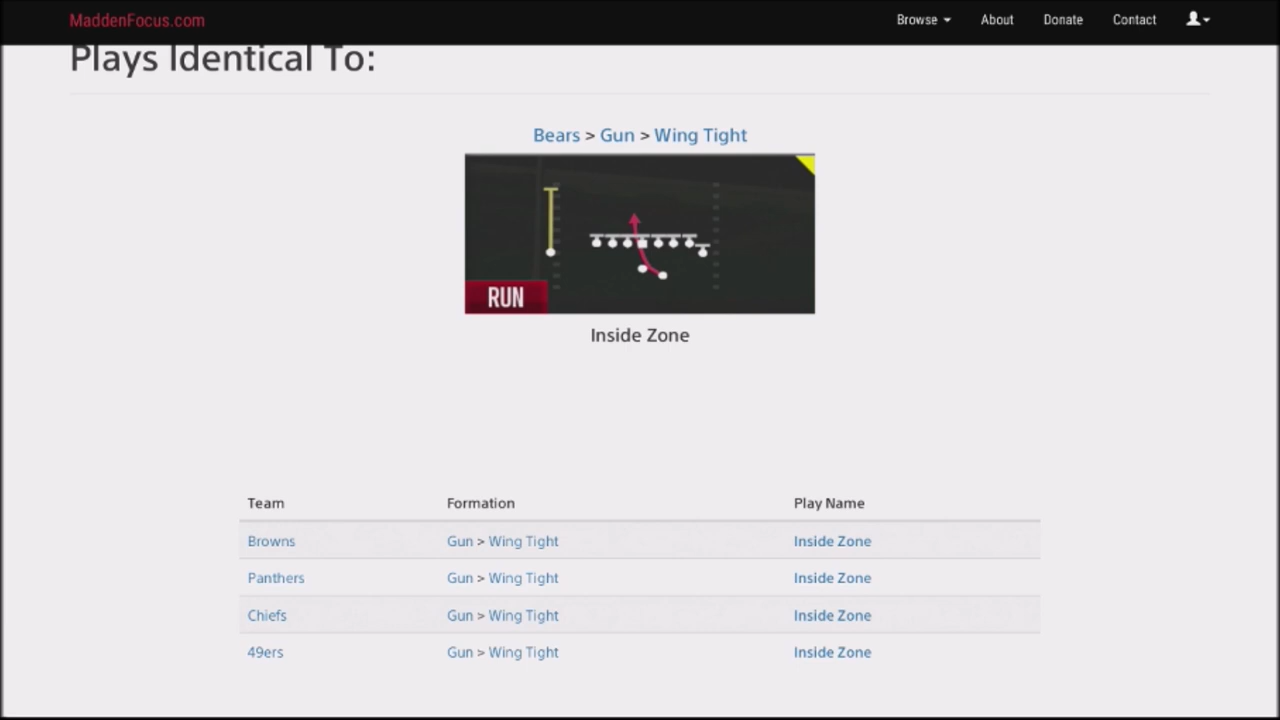 MaddenFocus.com Browse About Donate Contact
Plays Identical To:
Bears > Gun > Wing Tight
RUN
Inside Zone
Team Formation Play Name
Browns Gun > Wing Tight Inside Zone
Panthers Gun > Wing Tight Inside Zone
Chiefs Gun > Wing Tight Inside Zone
49ers Gun > Wing Tight Inside Zone